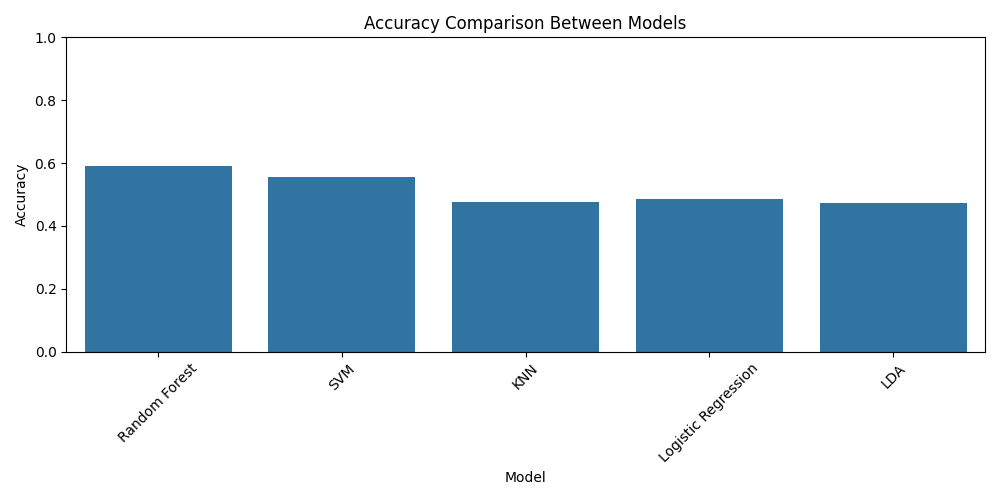 Accuracy Comparison Between Models
1.0
0.8
0.6
0.4
0.2
0.0
Accuracy
Random Forest
SVM
KNN
Logistic Regression
LDA
Model